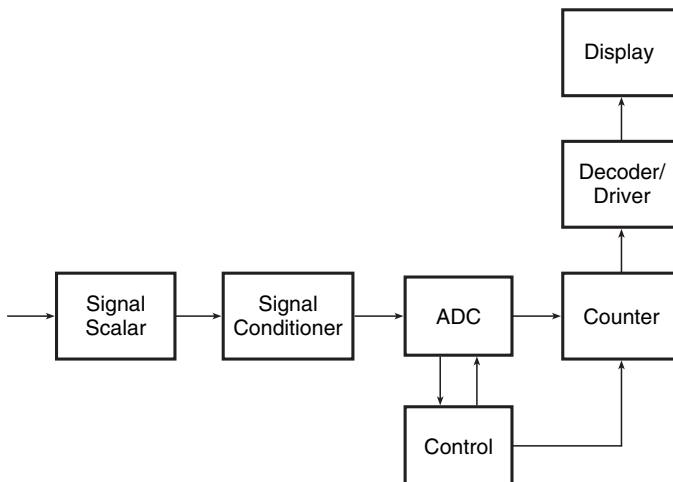 Display
Decoder/
Driver
Signal
Scalar
Signal
Conditioner
ADC
Counter
Control